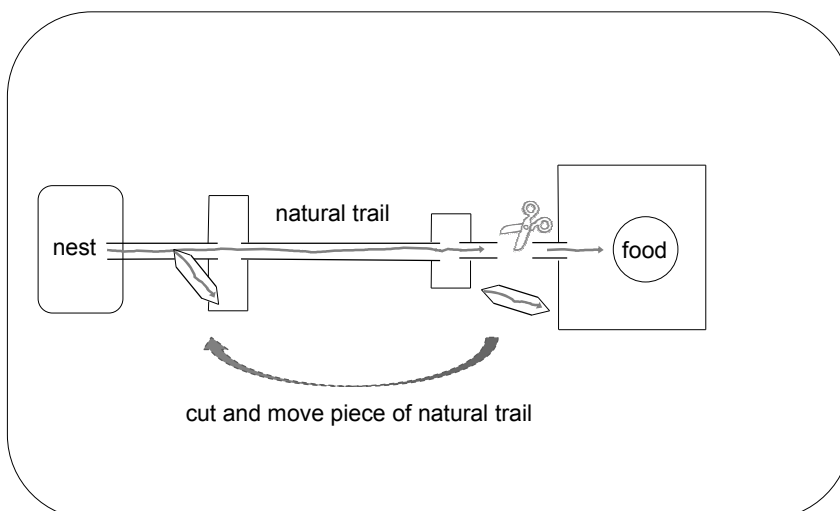 natural trail
nest
food
cut and move piece of natural trail